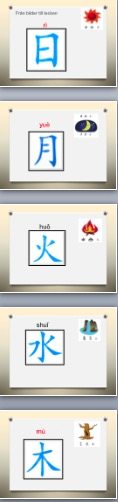 Från bilder till tecken
rì
日
yuè
月
huǒ
火
shuǐ
水
mù
木